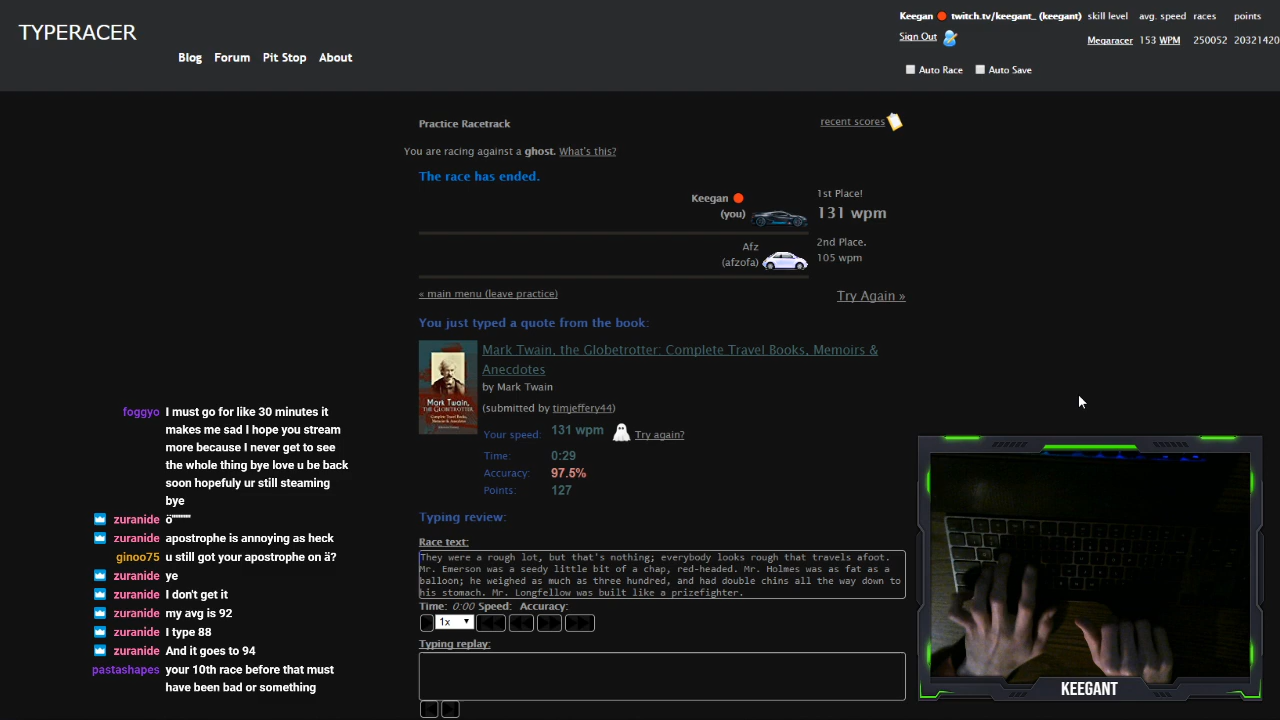 TYPERACER
Blog Forum Pit Stop About
Keegan twitch.tv/keegant_ (keegant) skill level avg. speed races points
Sign Out Megaracer 153 WPM 250052 20321420
Auto Race Auto Save
Practice Racetrack
recent scores
You are racing against a ghost. What's this?
The race has ended.
Keegan
(you)
1st Place!
131 wpm
Afz
(afzofa)
2nd Place.
105 wpm
« main menu (leave practice)
Try Again »
You just typed a quote from the book:
Mark Twain, the Globetrotter: Complete Travel Books, Memoirs &
Anecdotes
by Mark Twain
(submitted by timjeffery44)
Mark Twain,
THE GLOBETROTTER
Your speed: 131 wpm Try again?
Time: 0:29
Accuracy: 97.5%
Points: 127
Typing review:
Race text:
They were a rough lot, but that's nothing; everybody looks rough that travels afoot.
Mr. Emerson was a seedy little bit of a chap, red-headed. Mr. Holmes was as fat as a
balloon; he weighed as much as three hundred, and had double chins all the way down to
his stomach. Mr. Longfellow was built like a prizefighter.
Time: 0:00 Speed: Accuracy:
1x
Typing replay:
foggyo I must go for like 30 minutes it
makes me sad I hope you stream
more because I never get to see
the whole thing bye love u be back
soon hopefuly ur still steaming
bye
zuranide ö''''''''
zuranide apostrophe is annoying as heck
ginoo75 u still got your apostrophe on ä?
zuranide ye
zuranide I don't get it
zuranide my avg is 92
zuranide I type 88
zuranide And it goes to 94
pastashapes your 10th race before that must
have been bad or something
KEEGANT